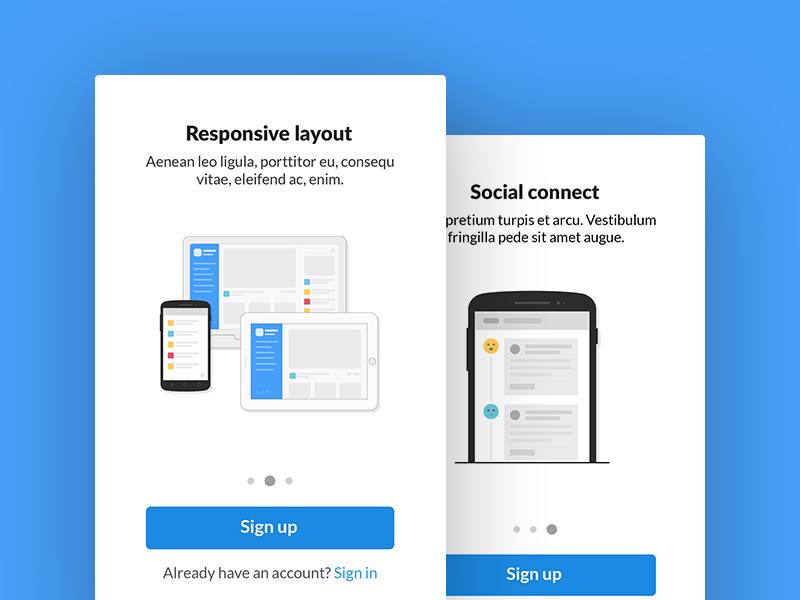 Responsive layout
Aenean leo ligula, porttitor eu, consequ
vitae, eleifend ac, enim.
Sign up
Already have an account? Sign in
Social connect
pretium turpis et arcu. Vestibulum
fringilla pede sit amet augue.
Sign up